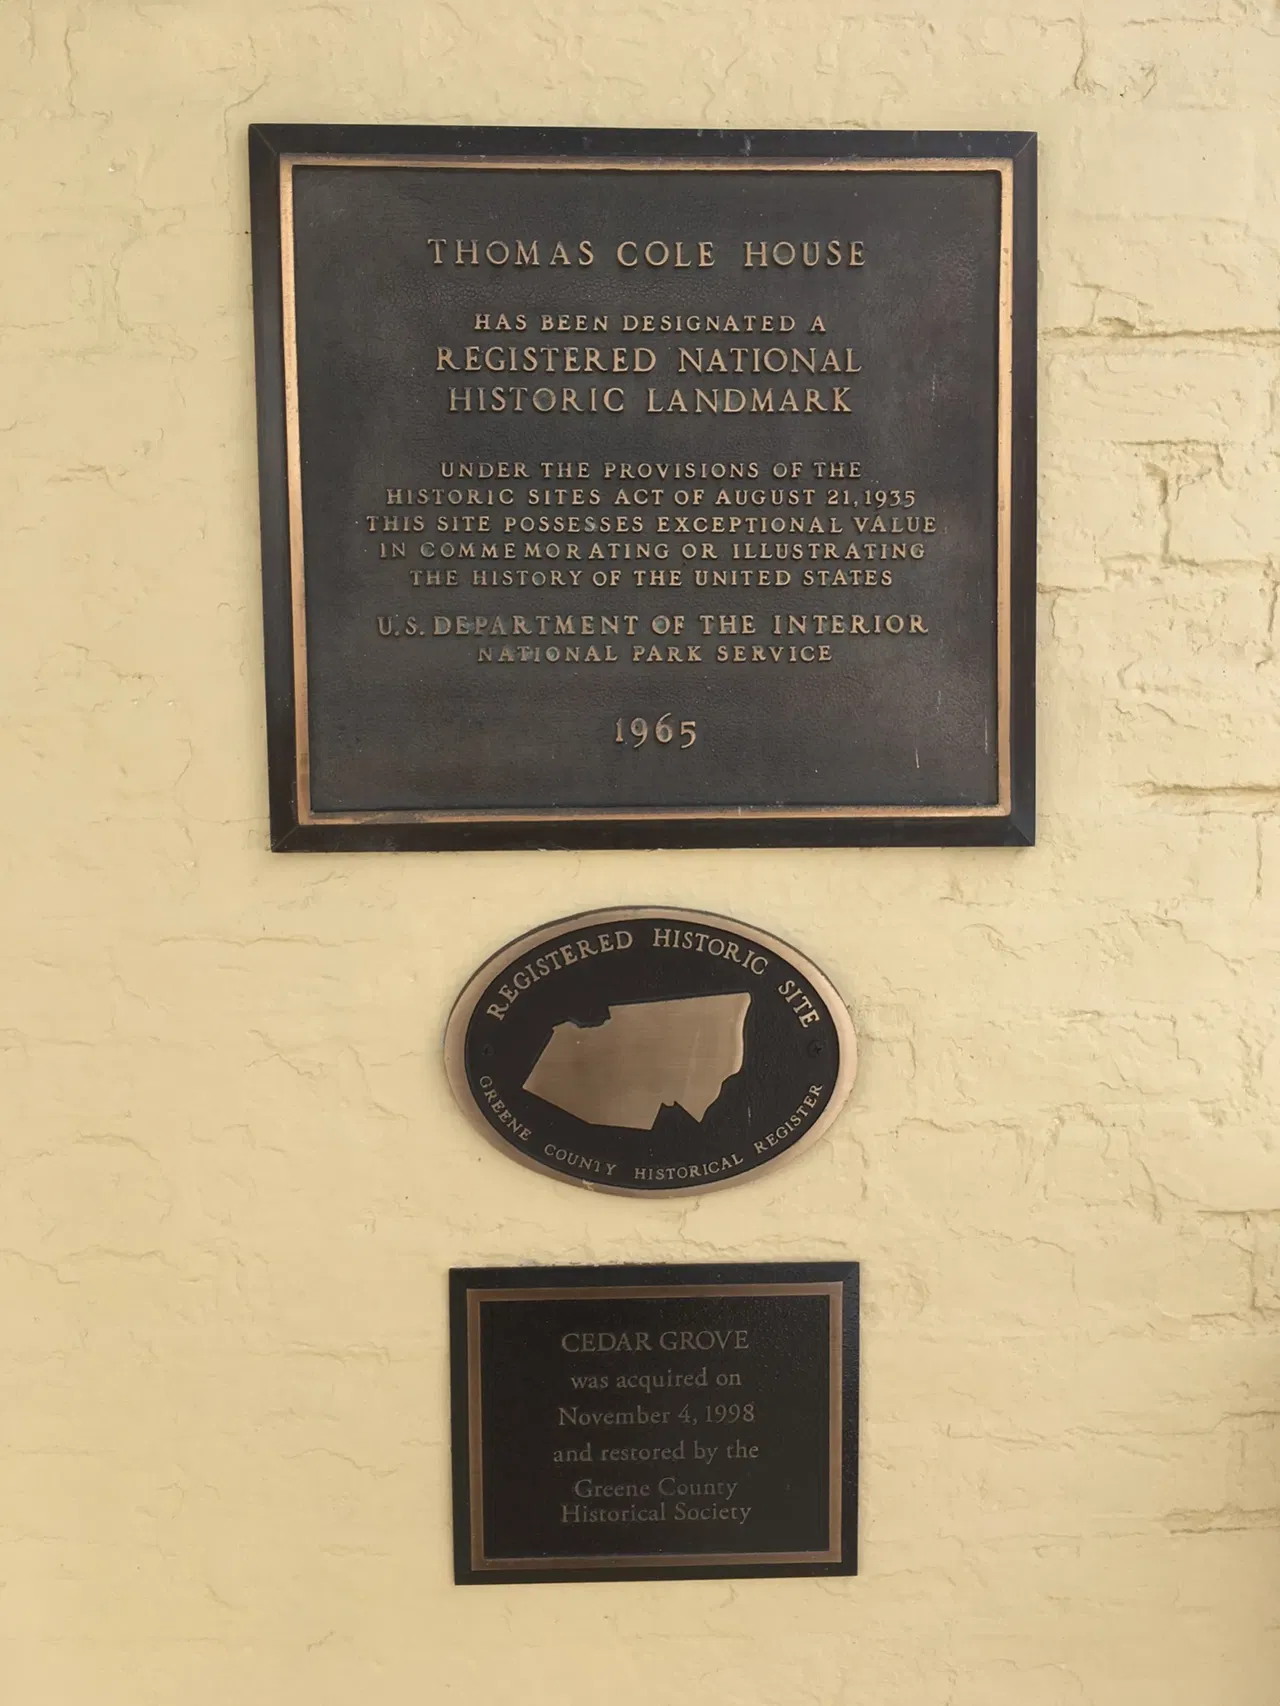 THOMAS COLE HOUSE
HAS BEEN DESIGNATED A
REGISTERED NATIONAL
HISTORIC LANDMARK
UNDER THE PROVISIONS OF THE
HISTORIC SITES ACT OF AUGUST 21, 1935
THIS SITE POSSESSES EXCEPTIONAL VALUE
IN COMMEMORATING OR ILLUSTRATING
THE HISTORY OF THE UNITED STATES
U.S. DEPARTMENT OF THE INTERIOR
NATIONAL PARK SERVICE
1965
REGISTERED HISTORIC SITE
GREENE COUNTY HISTORICAL REGISTER
CEDAR GROVE
was acquired on
November 4, 1998
and restored by the
Greene County
Historical Society